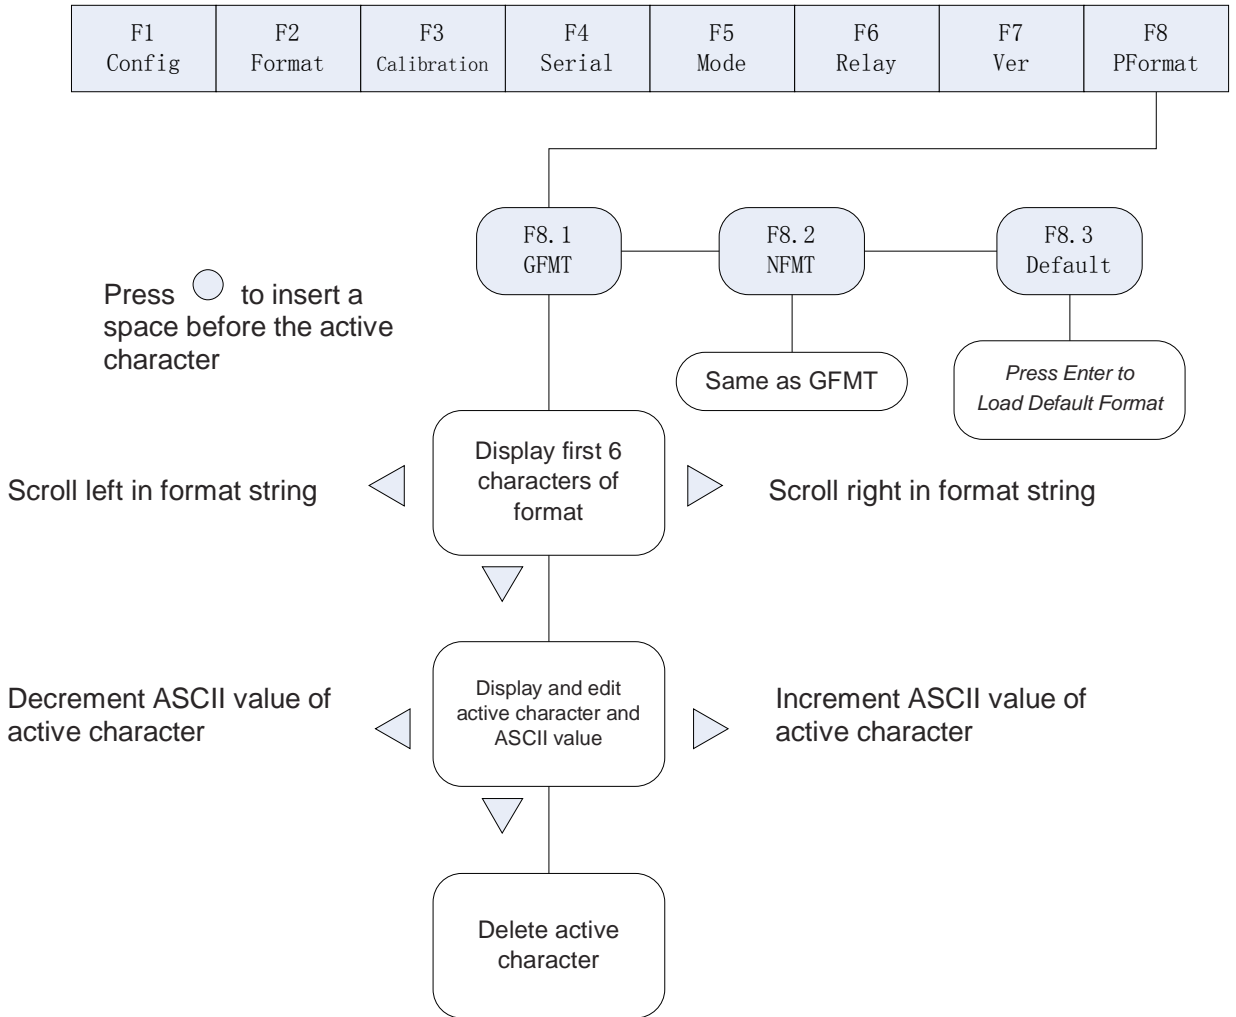 F1 F2 F3 F4 F5 F6 F7 F8
Config Format Calibration Serial Mode Relay Ver PFormat
F8.1 F8.2 F8.3
GFMT NFMT Default
Press to insert a
space before the active
character
Same as GFMT
Press Enter to
Load Default Format
Display first 6
characters of
format
Scroll left in format string
Scroll right in format string
Display and edit
active character and
ASCII value
Decrement ASCII value of
active character
Increment ASCII value of
active character
Delete active
character